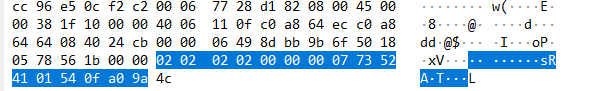 cc 96 e5 0c f2 c2 00 06 77 28 d1 82 08 00 45 00 ········w(····E·
00 38 1f 10 00 00 40 06 11 0f c0 a8 64 ec c0 a8 ·8····@·····d···
64 64 08 40 24 cb 00 00 06 49 8d bb 9b 6f 50 18 dd·@$····I···oP·
05 78 56 1b 00 00 02 02 02 02 00 00 00 07 73 52 ·xV···········sR
41 01 54 0f a0 9a 4c A·T···L